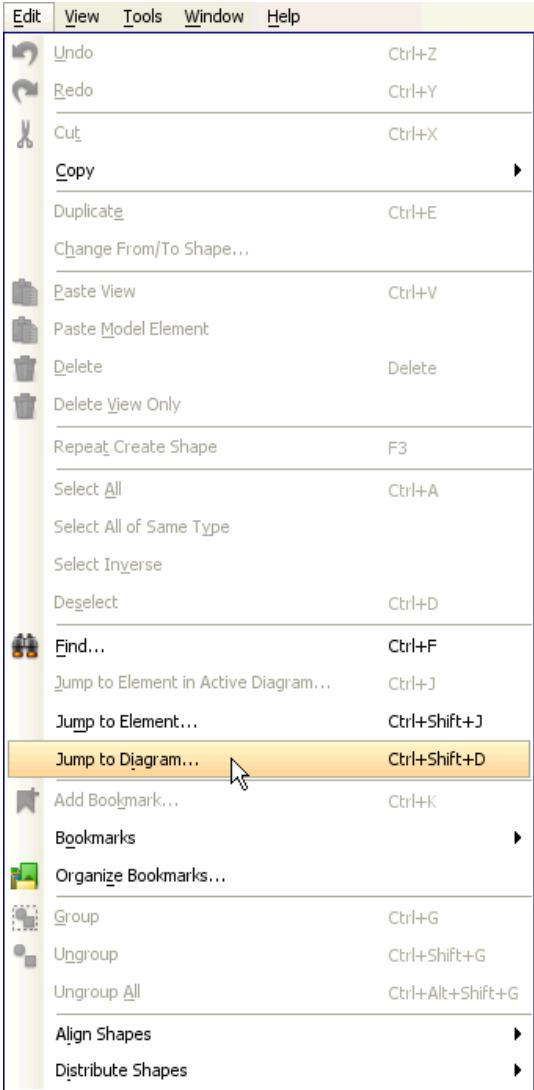 Edit View Tools Window Help
Undo Ctrl+Z
Redo Ctrl+Y
Cut Ctrl+X
Copy
Duplicate Ctrl+E
Change From/To Shape...
Paste View Ctrl+V
Paste Model Element
Delete Delete
Delete View Only
Repeat Create Shape F3
Select All Ctrl+A
Select All of Same Type
Select Inverse
Deselect Ctrl+D
Find... Ctrl+F
Jump to Element in Active Diagram... Ctrl+J
Jump to Element... Ctrl+Shift+J
Jump to Diagram... Ctrl+Shift+D
Add Bookmark... Ctrl+K
Bookmarks
Organize Bookmarks...
Group Ctrl+G
Ungroup Ctrl+Shift+G
Ungroup All Ctrl+Alt+Shift+G
Align Shapes
Distribute Shapes